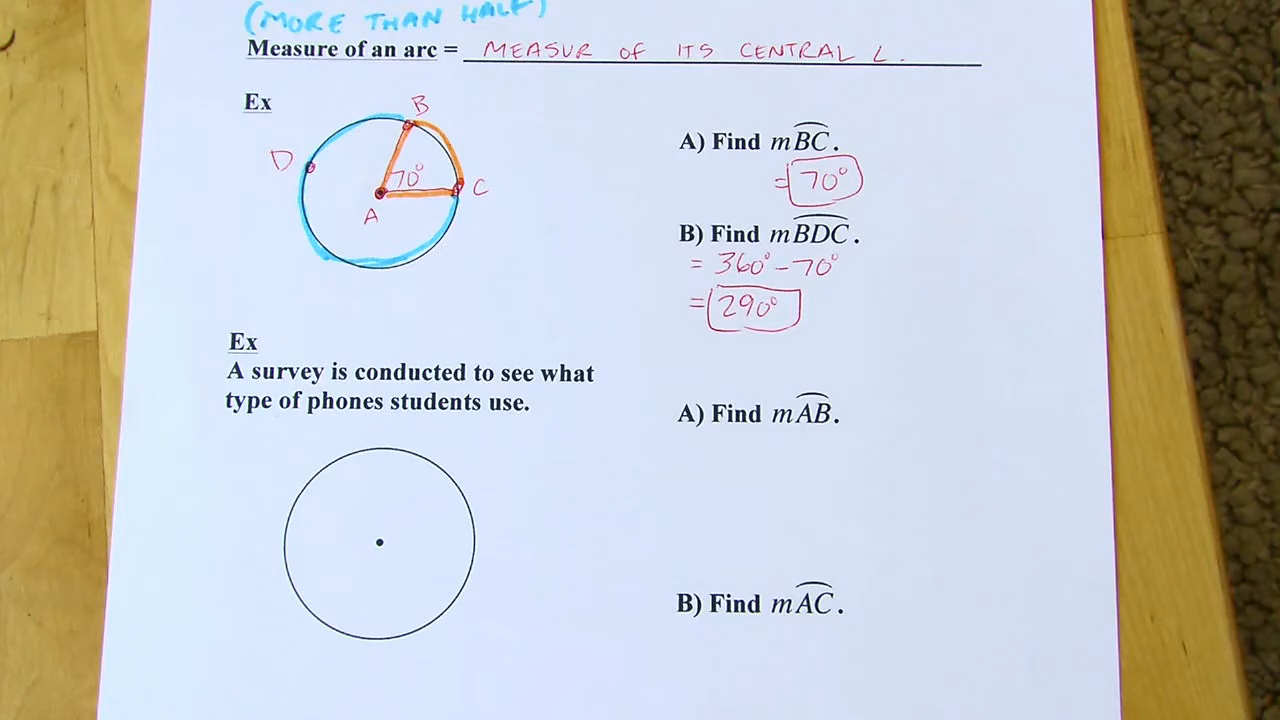 (MORE THAN HALF)
Measure of an arc = MEASUR OF ITS CENTRAL ∠.
Ex
B
D
70°
C
A
A) Find mBC.
= 70°
B) Find mBDC.
= 360° - 70°
= 290°
Ex
A survey is conducted to see what
type of phones students use.
A) Find mAB.
B) Find mAC.